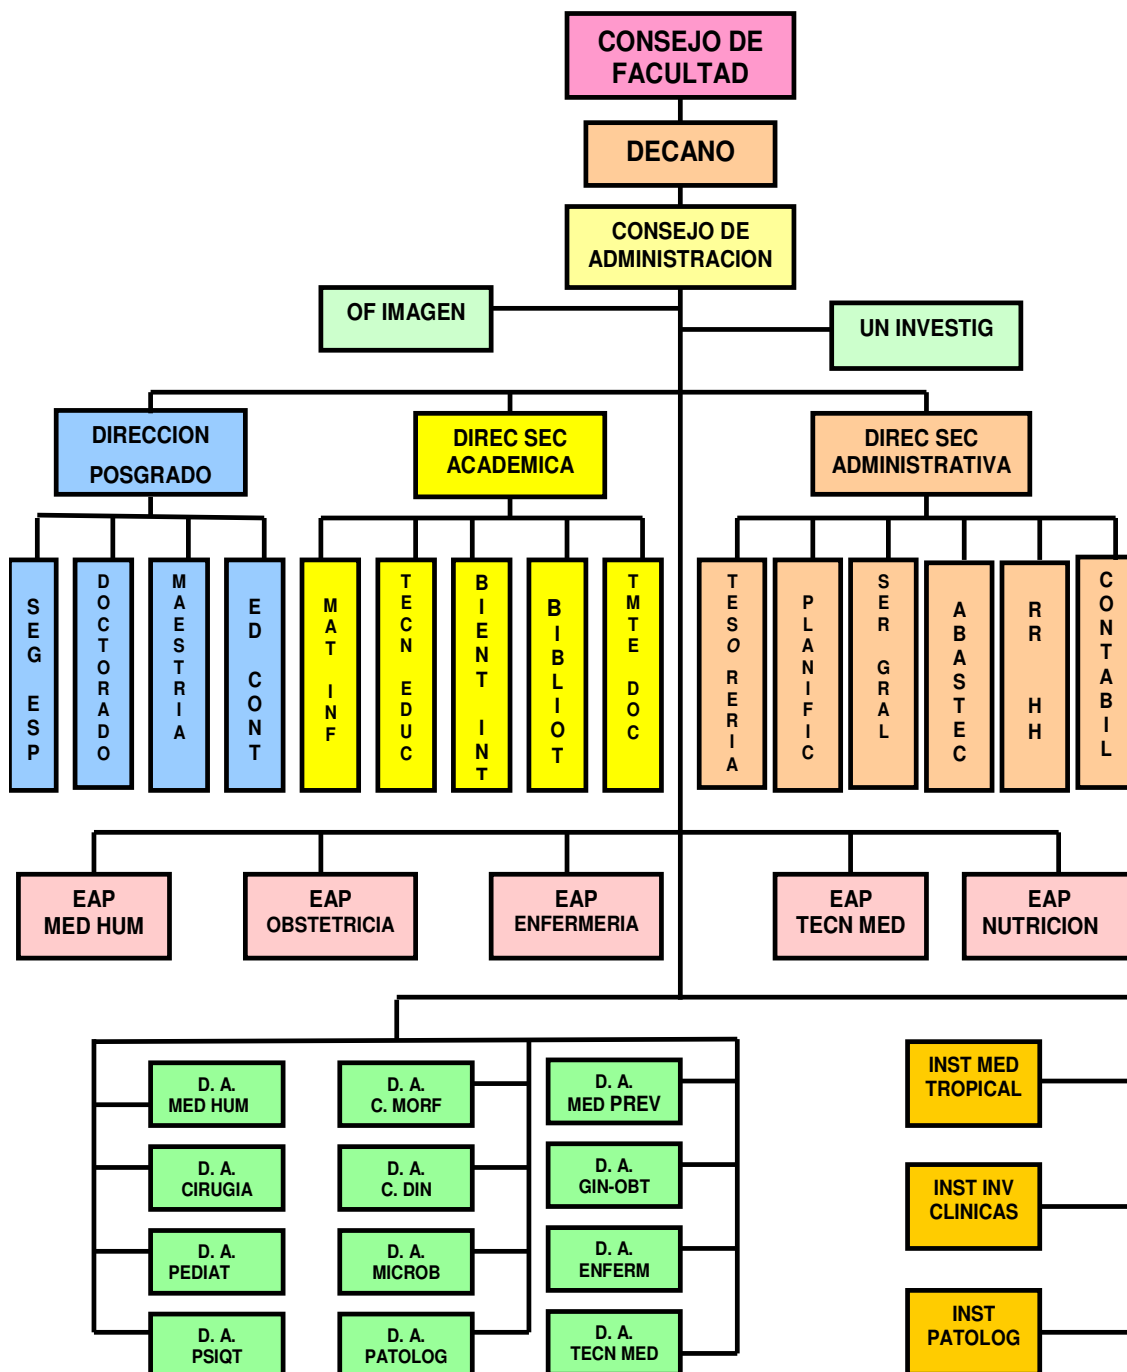 CONSEJO DE
FACULTAD
DECANO
CONSEJO DE
ADMINISTRACION
OF IMAGEN
UN INVESTIG
DIRECCION
POSGRADO
DIREC SEC
ACADEMICA
DIREC SEC
ADMINISTRATIVA
SEG ESP
DOCTORADO
MAESTRIA
ED CONT
MAT INF
TECN EDUC
BIENT INT
BIBLIOT
TMTE DOC
TESO RERIA
PLANIFIC
SER GRAL
ABASTEC
RR HH
CONTABIL
EAP
MED HUM
EAP
OBSTETRICIA
EAP
ENFERMERIA
EAP
TECN MED
EAP
NUTRICION
D. A.
MED HUM
D. A.
C. MORF
D. A.
MED PREV
INST MED
TROPICAL
D. A.
CIRUGIA
D. A.
C. DIN
D. A.
GIN-OBT
INST INV
CLINICAS
D. A.
PEDIAT
D. A.
MICROB
D. A.
ENFERM
INST
PATOLOG
D. A.
PSIQT
D. A.
PATOLOG
D. A.
TECN MED